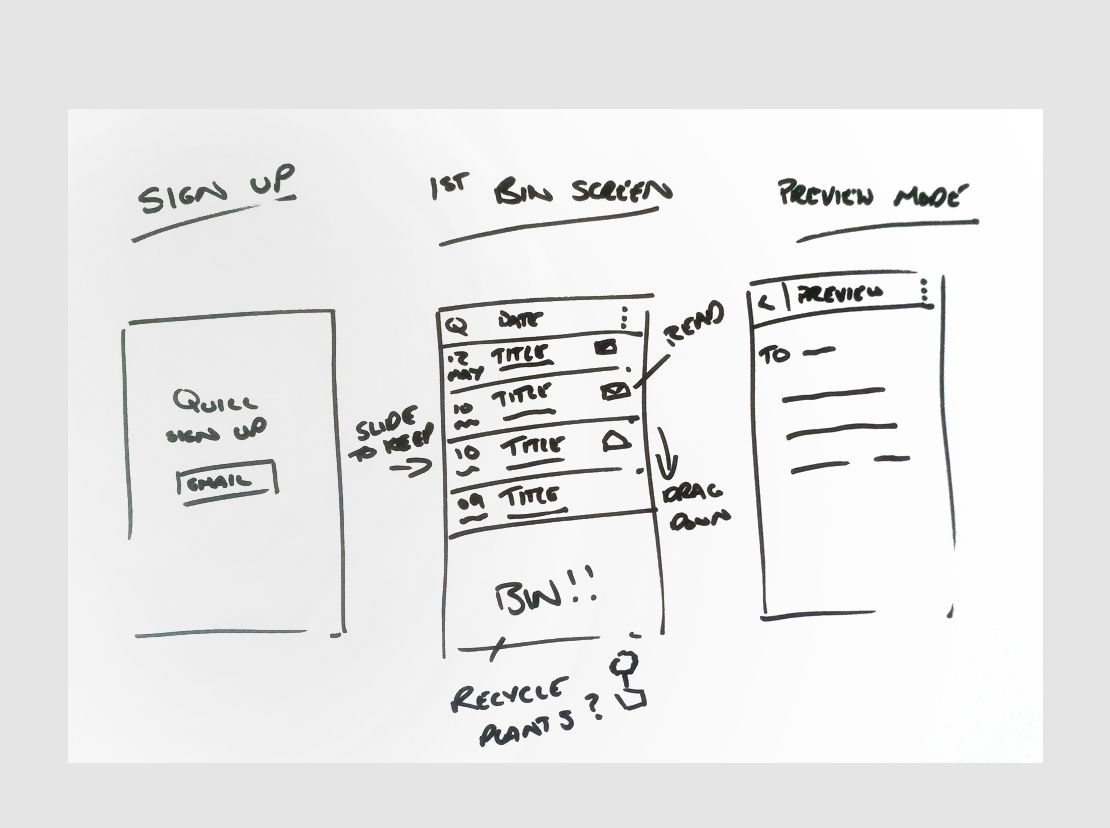 SIGN UP
1ST BIN SCREEN
PREVIEW MODE
QUICK
SIGN UP
EMAIL
SLIDE
TO KEEP
DATE
12 TITLE
MAY
10 TITLE
10 TITLE
09 TITLE
BIN!!
READ
DRAG
DOWN
RECYCLE
PLANTS?
< PREVIEW
TO